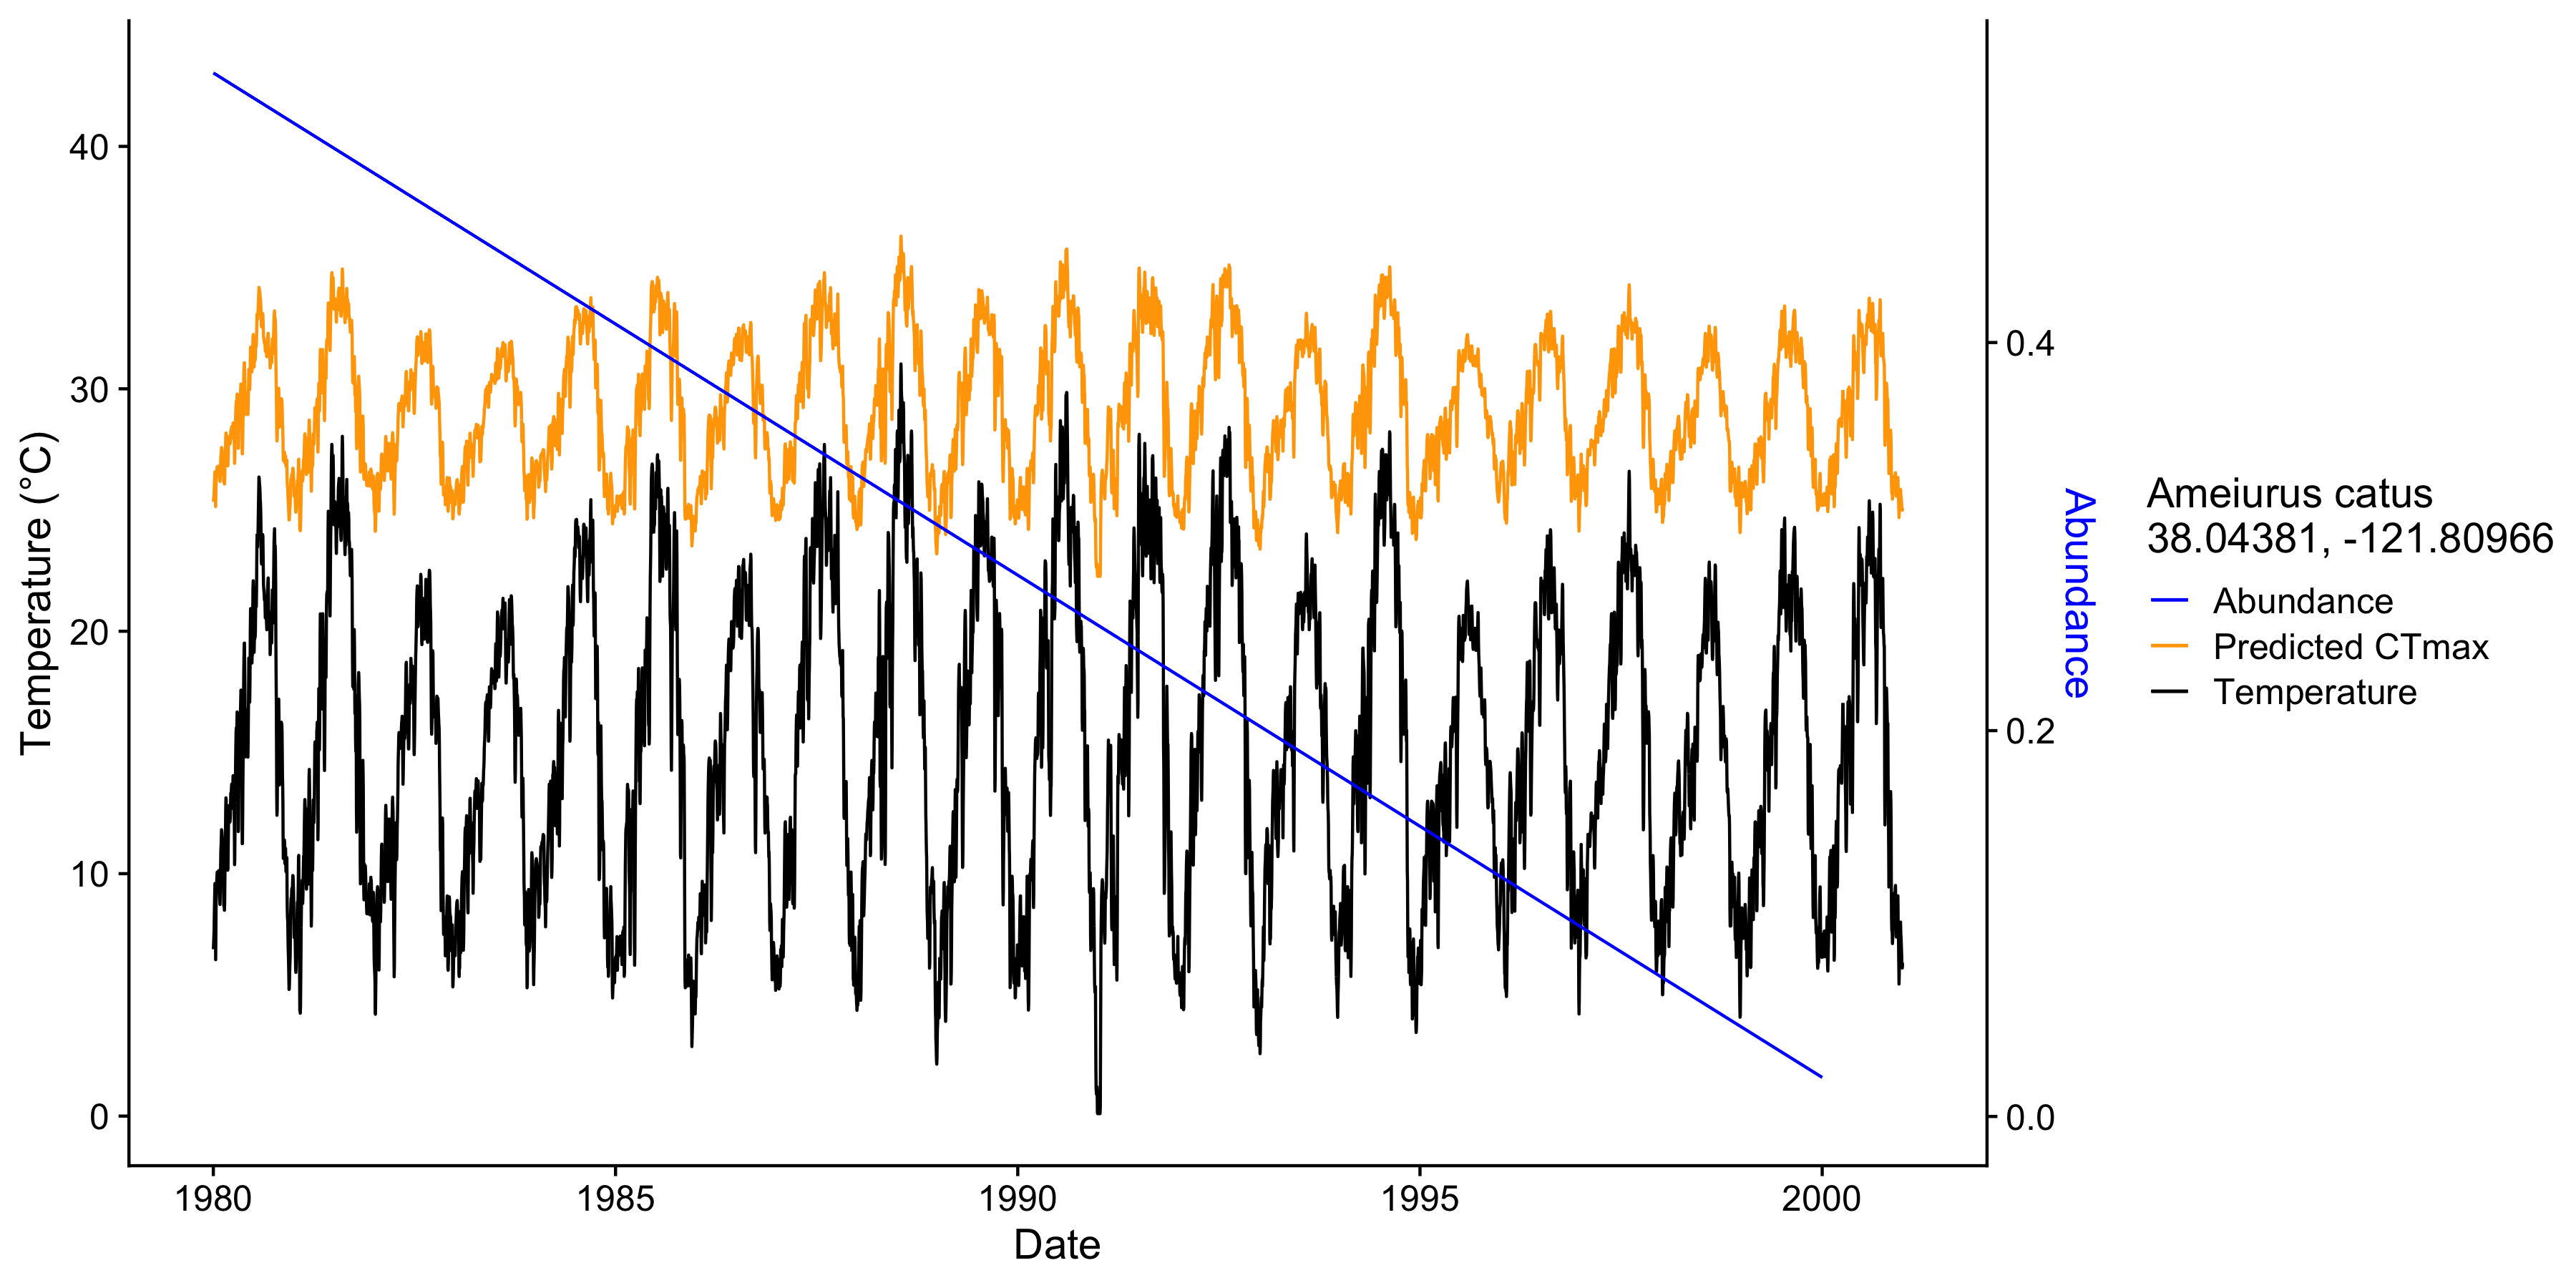 Temperature (°C)
40
30
20
10
0
1980
1985
1990
1995
2000
Date
0.4
0.2
0.0
Abundance
Ameiurus catus
38.04381, -121.80966
Abundance
Predicted CTmax
Temperature